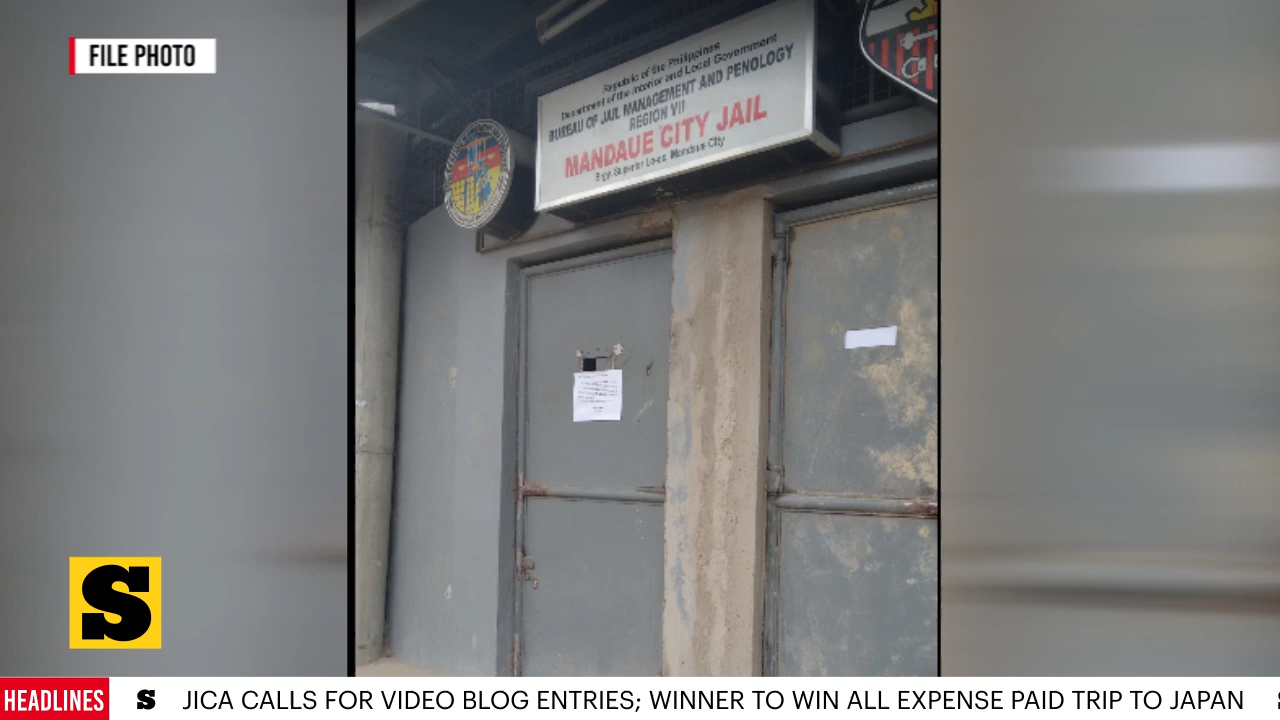 FILE PHOTO
Republic of the Philippines
Department of the Interior and Local Government
BUREAU OF JAIL MANAGEMENT AND PENOLOGY
REGION VII
MANDAUE CITY JAIL
Mandaue City
S
HEADLINES S JICA CALLS FOR VIDEO BLOG ENTRIES; WINNER TO WIN ALL EXPENSE PAID TRIP TO JAPAN